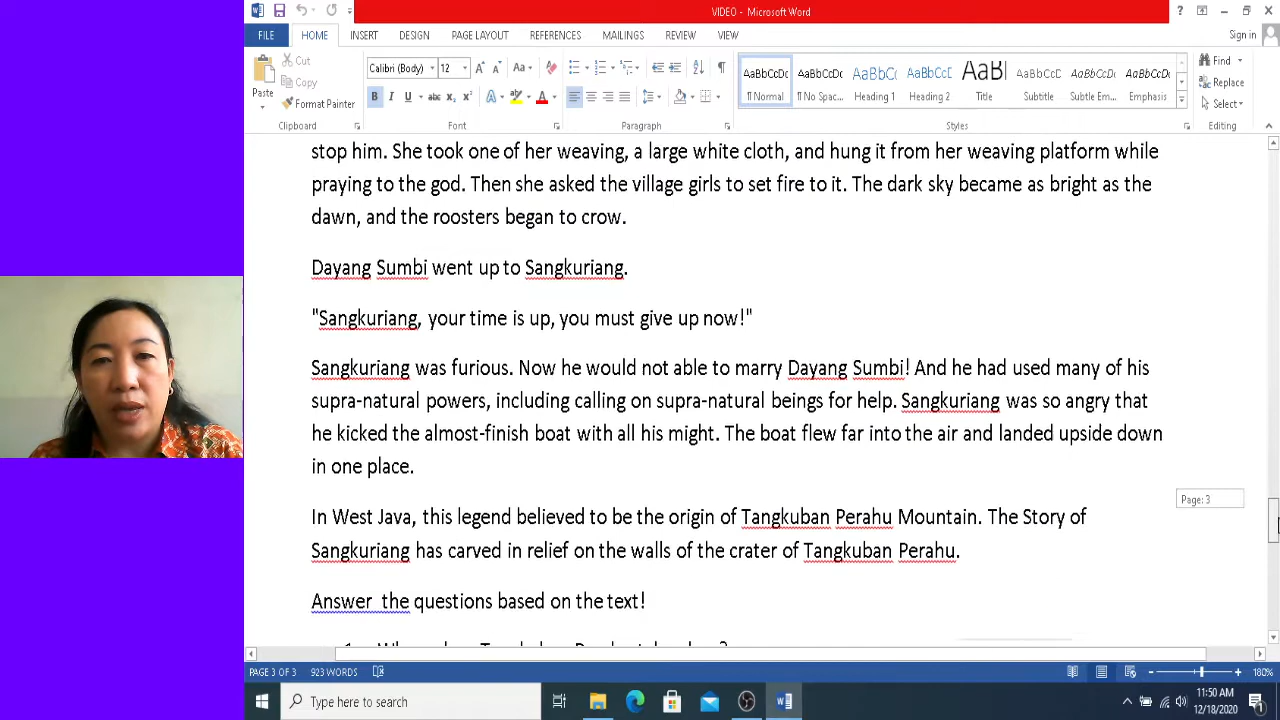 VIDEO - Microsoft Word
Sign in
FILE HOME INSERT DESIGN PAGE LAYOUT REFERENCES MAILINGS REVIEW VIEW
Cut
Copy
Format Painter
Paste
Calibri (Body) 12
AaBbCcDc AaBbCcDc AaBbCc AaBbCcD AaBbCcD AaBbCcDc
¶ Normal ¶ No Spac... Heading 1 Heading 2 Title Subtitle Subtle Em... Emphasis
Find
Replace
Select
Clipboard Font Paragraph Styles Editing
stop him. She took one of her weaving, a large white cloth, and hung it from her weaving platform while
praying to the god. Then she asked the village girls to set fire to it. The dark sky became as bright as the
dawn, and the roosters began to crow.
Dayang Sumbi went up to Sangkuriang.
"Sangkuriang, your time is up, you must give up now!"
Sangkuriang was furious. Now he would not able to marry Dayang Sumbi! And he had used many of his
supra-natural powers, including calling on supra-natural beings for help. Sangkuriang was so angry that
he kicked the almost-finish boat with all his might. The boat flew far into the air and landed upside down
in one place.
Page: 3
In West Java, this legend believed to be the origin of Tangkuban Perahu Mountain. The Story of
Sangkuriang has carved in relief on the walls of the crater of Tangkuban Perahu.
Answer the questions based on the text!
PAGE 3 OF 3 923 WORDS
180%
Type here to search
11:50 AM
12/18/2020